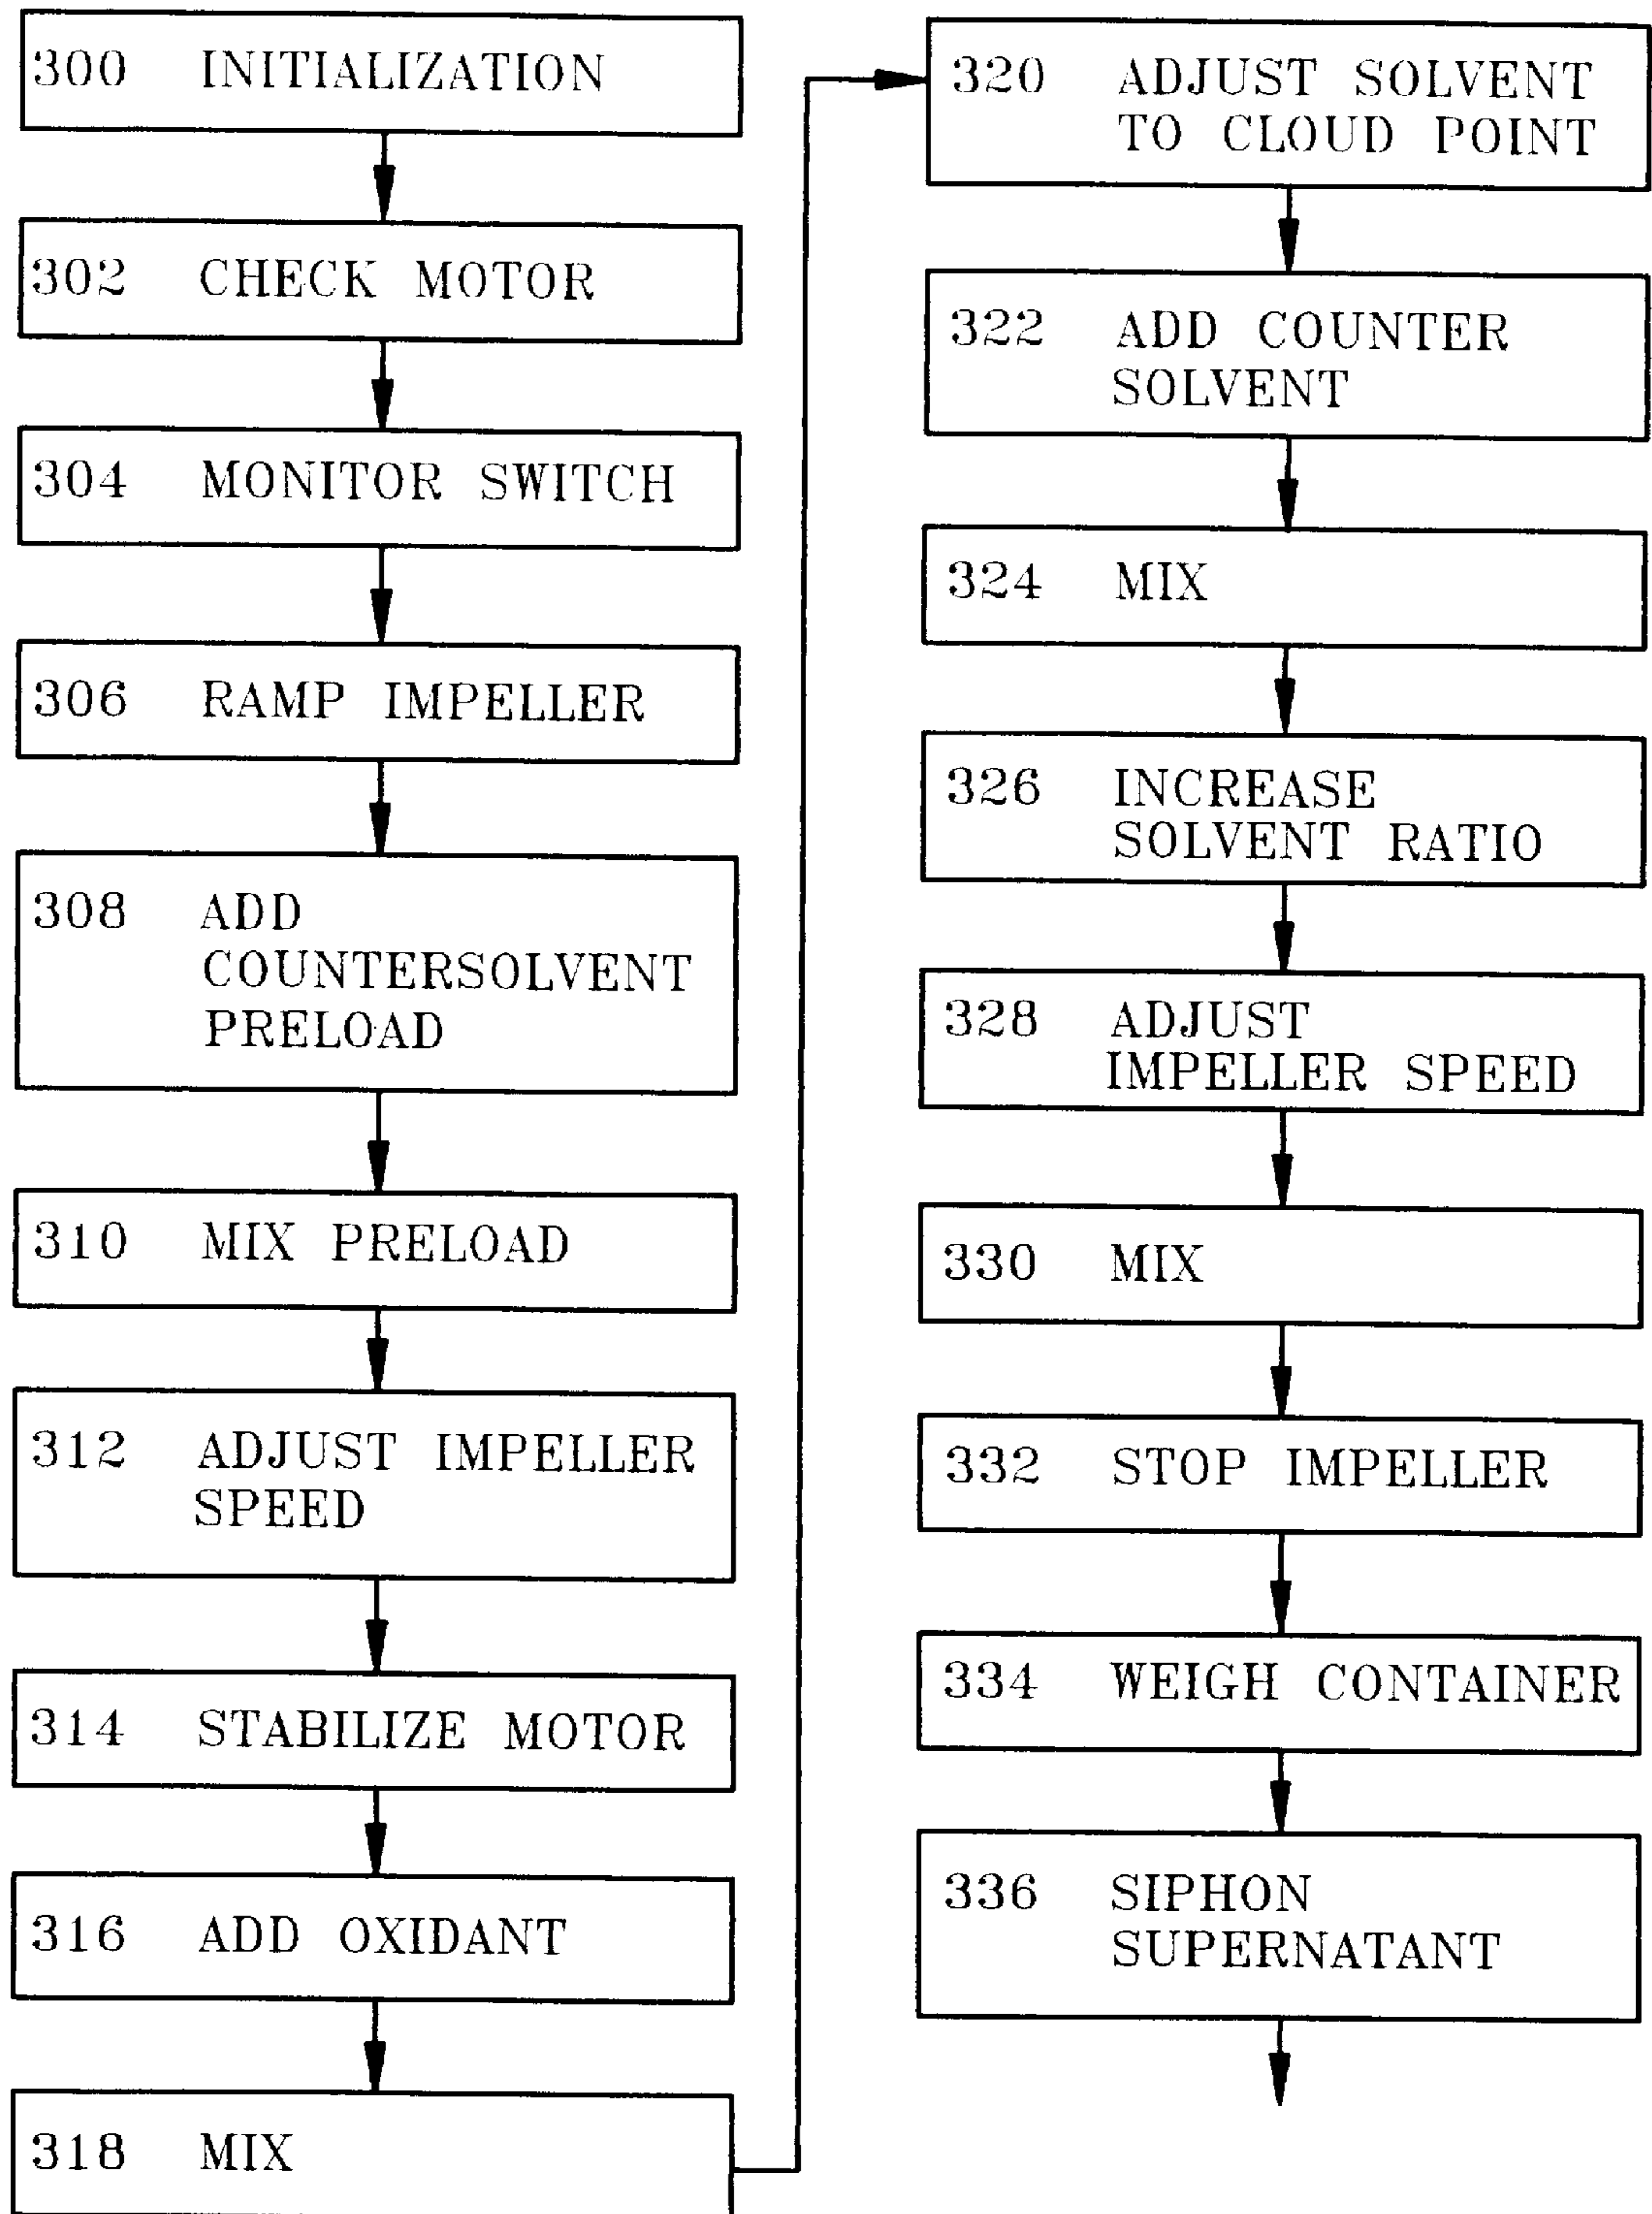 300 INITIALIZATION
302 CHECK MOTOR
304 MONITOR SWITCH
306 RAMP IMPELLER
308 ADD
COUNTERSOLVENT
PRELOAD
310 MIX PRELOAD
312 ADJUST IMPELLER
SPEED
314 STABILIZE MOTOR
316 ADD OXIDANT
318 MIX
320 ADJUST SOLVENT
TO CLOUD POINT
322 ADD COUNTER
SOLVENT
324 MIX
326 INCREASE
SOLVENT RATIO
328 ADJUST
IMPELLER SPEED
330 MIX
332 STOP IMPELLER
334 WEIGH CONTAINER
336 SIPHON
SUPERNATANT